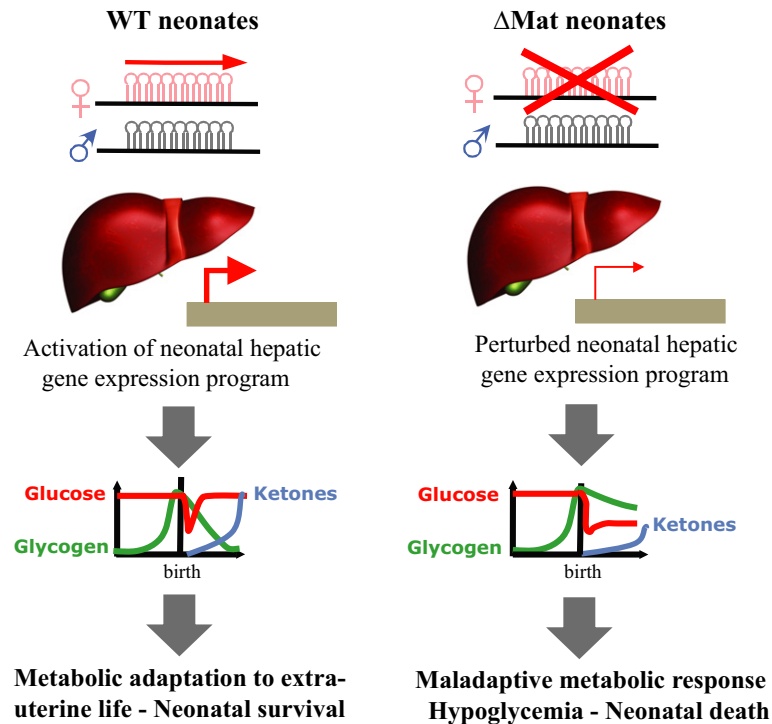 WT neonates
Activation of neonatal hepatic
gene expression program
Glucose
Ketones
Glycogen
birth
Metabolic adaptation to extra-
uterine life - Neonatal survival
∆Mat neonates
Perturbed neonatal hepatic
gene expression program
Glucose
Ketones
Glycogen
birth
Maladaptive metabolic response
Hypoglycemia - Neonatal death